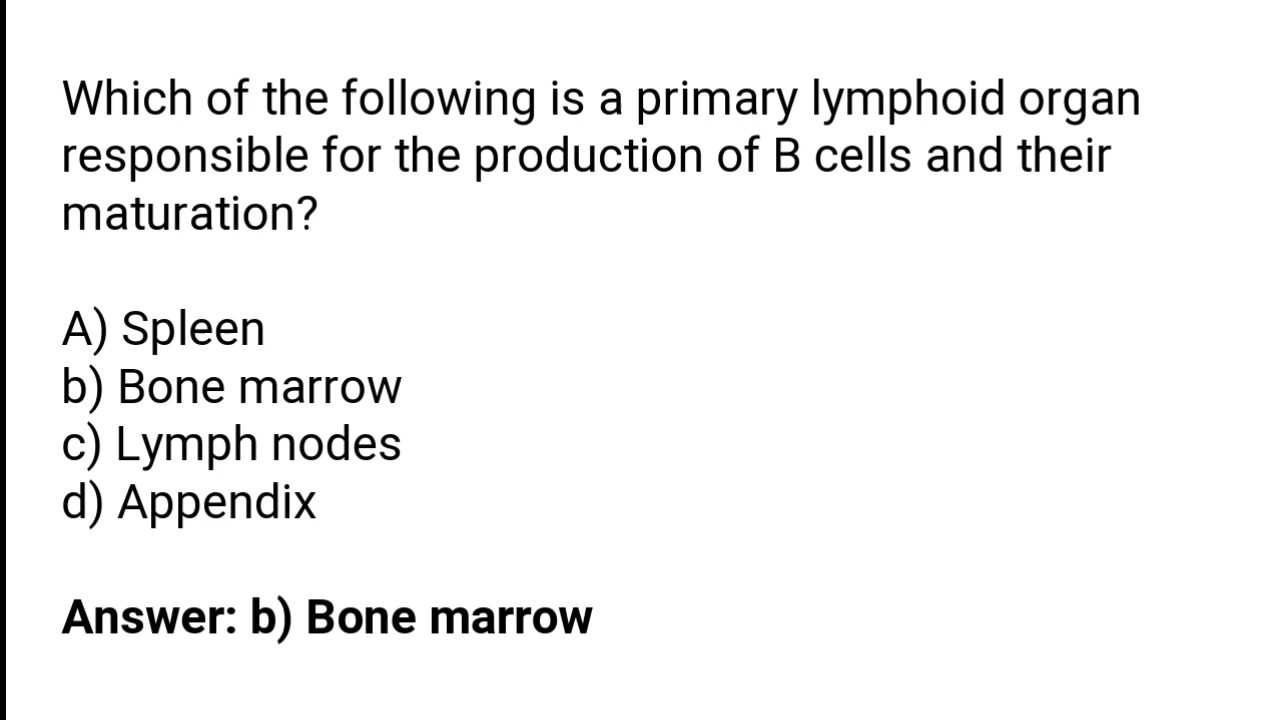 Which of the following is a primary lymphoid organ
responsible for the production of B cells and their
maturation?
A) Spleen
b) Bone marrow
c) Lymph nodes
d) Appendix
Answer: b) Bone marrow